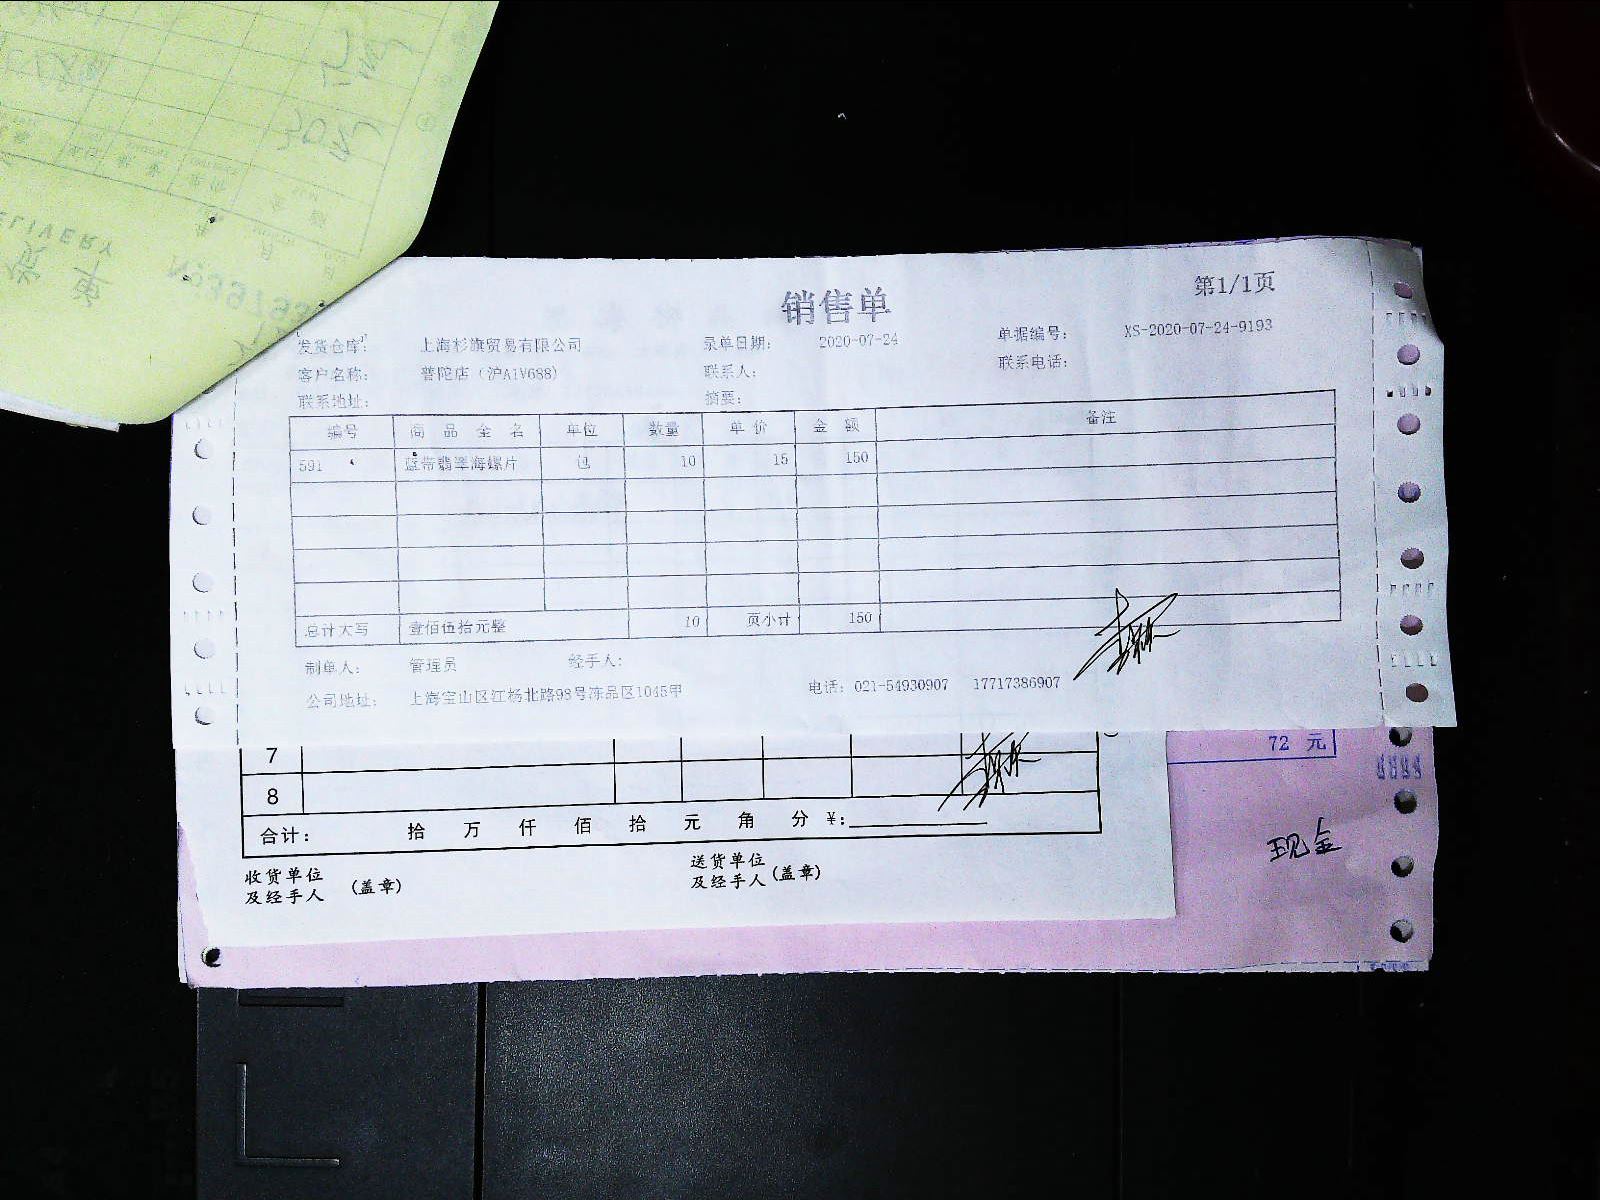 ELIVERY
销售单
第1/1页
发货仓库: 上海杉旗贸易有限公司 录单日期: 2020-07-24 单据编号: XS-2020-07-24-9193
客户名称: 普陀店(沪A1V688) 联系人: 联系电话:
联系地址: 摘要:
编号 商品全名 单位 数量 单价 金额 备注
591 蓝带翡翠海螺片 包 10 15 150
总计大写 壹佰伍拾元整 10 页小计 150
制单人: 管理员 经手人:
公司地址: 上海宝山区江杨北路98号冻品区1045甲 电话: 021-54930907 17717386907
7
72 元
8
合计: 拾 万 仟 佰 拾 元 角 分 ¥:
现金
收货单位及经手人 (盖章) 送货单位及经手人 (盖章)